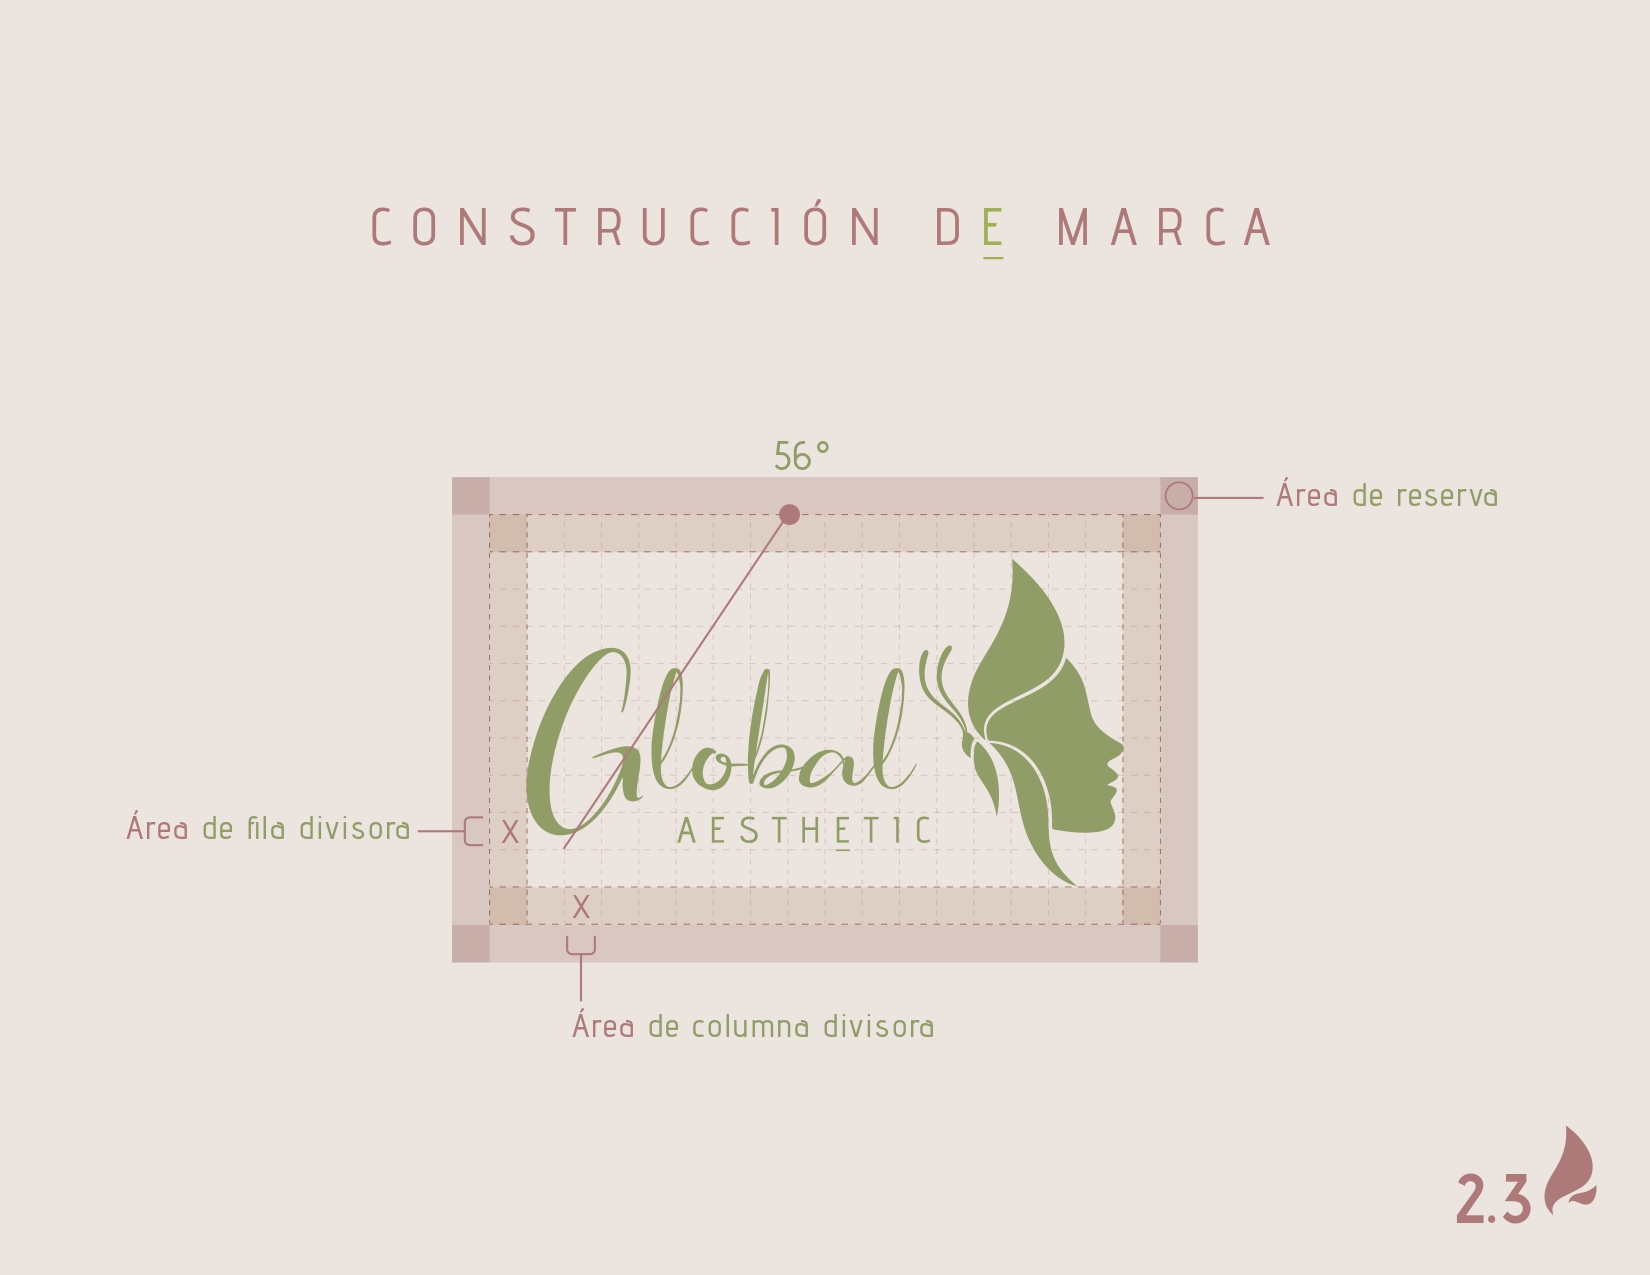 CONSTRUCCIÓN DE MARCA
56°
Área de reserva
Global
AESTHETIC
Área de fila divisora
X
X
Área de columna divisora
2.3